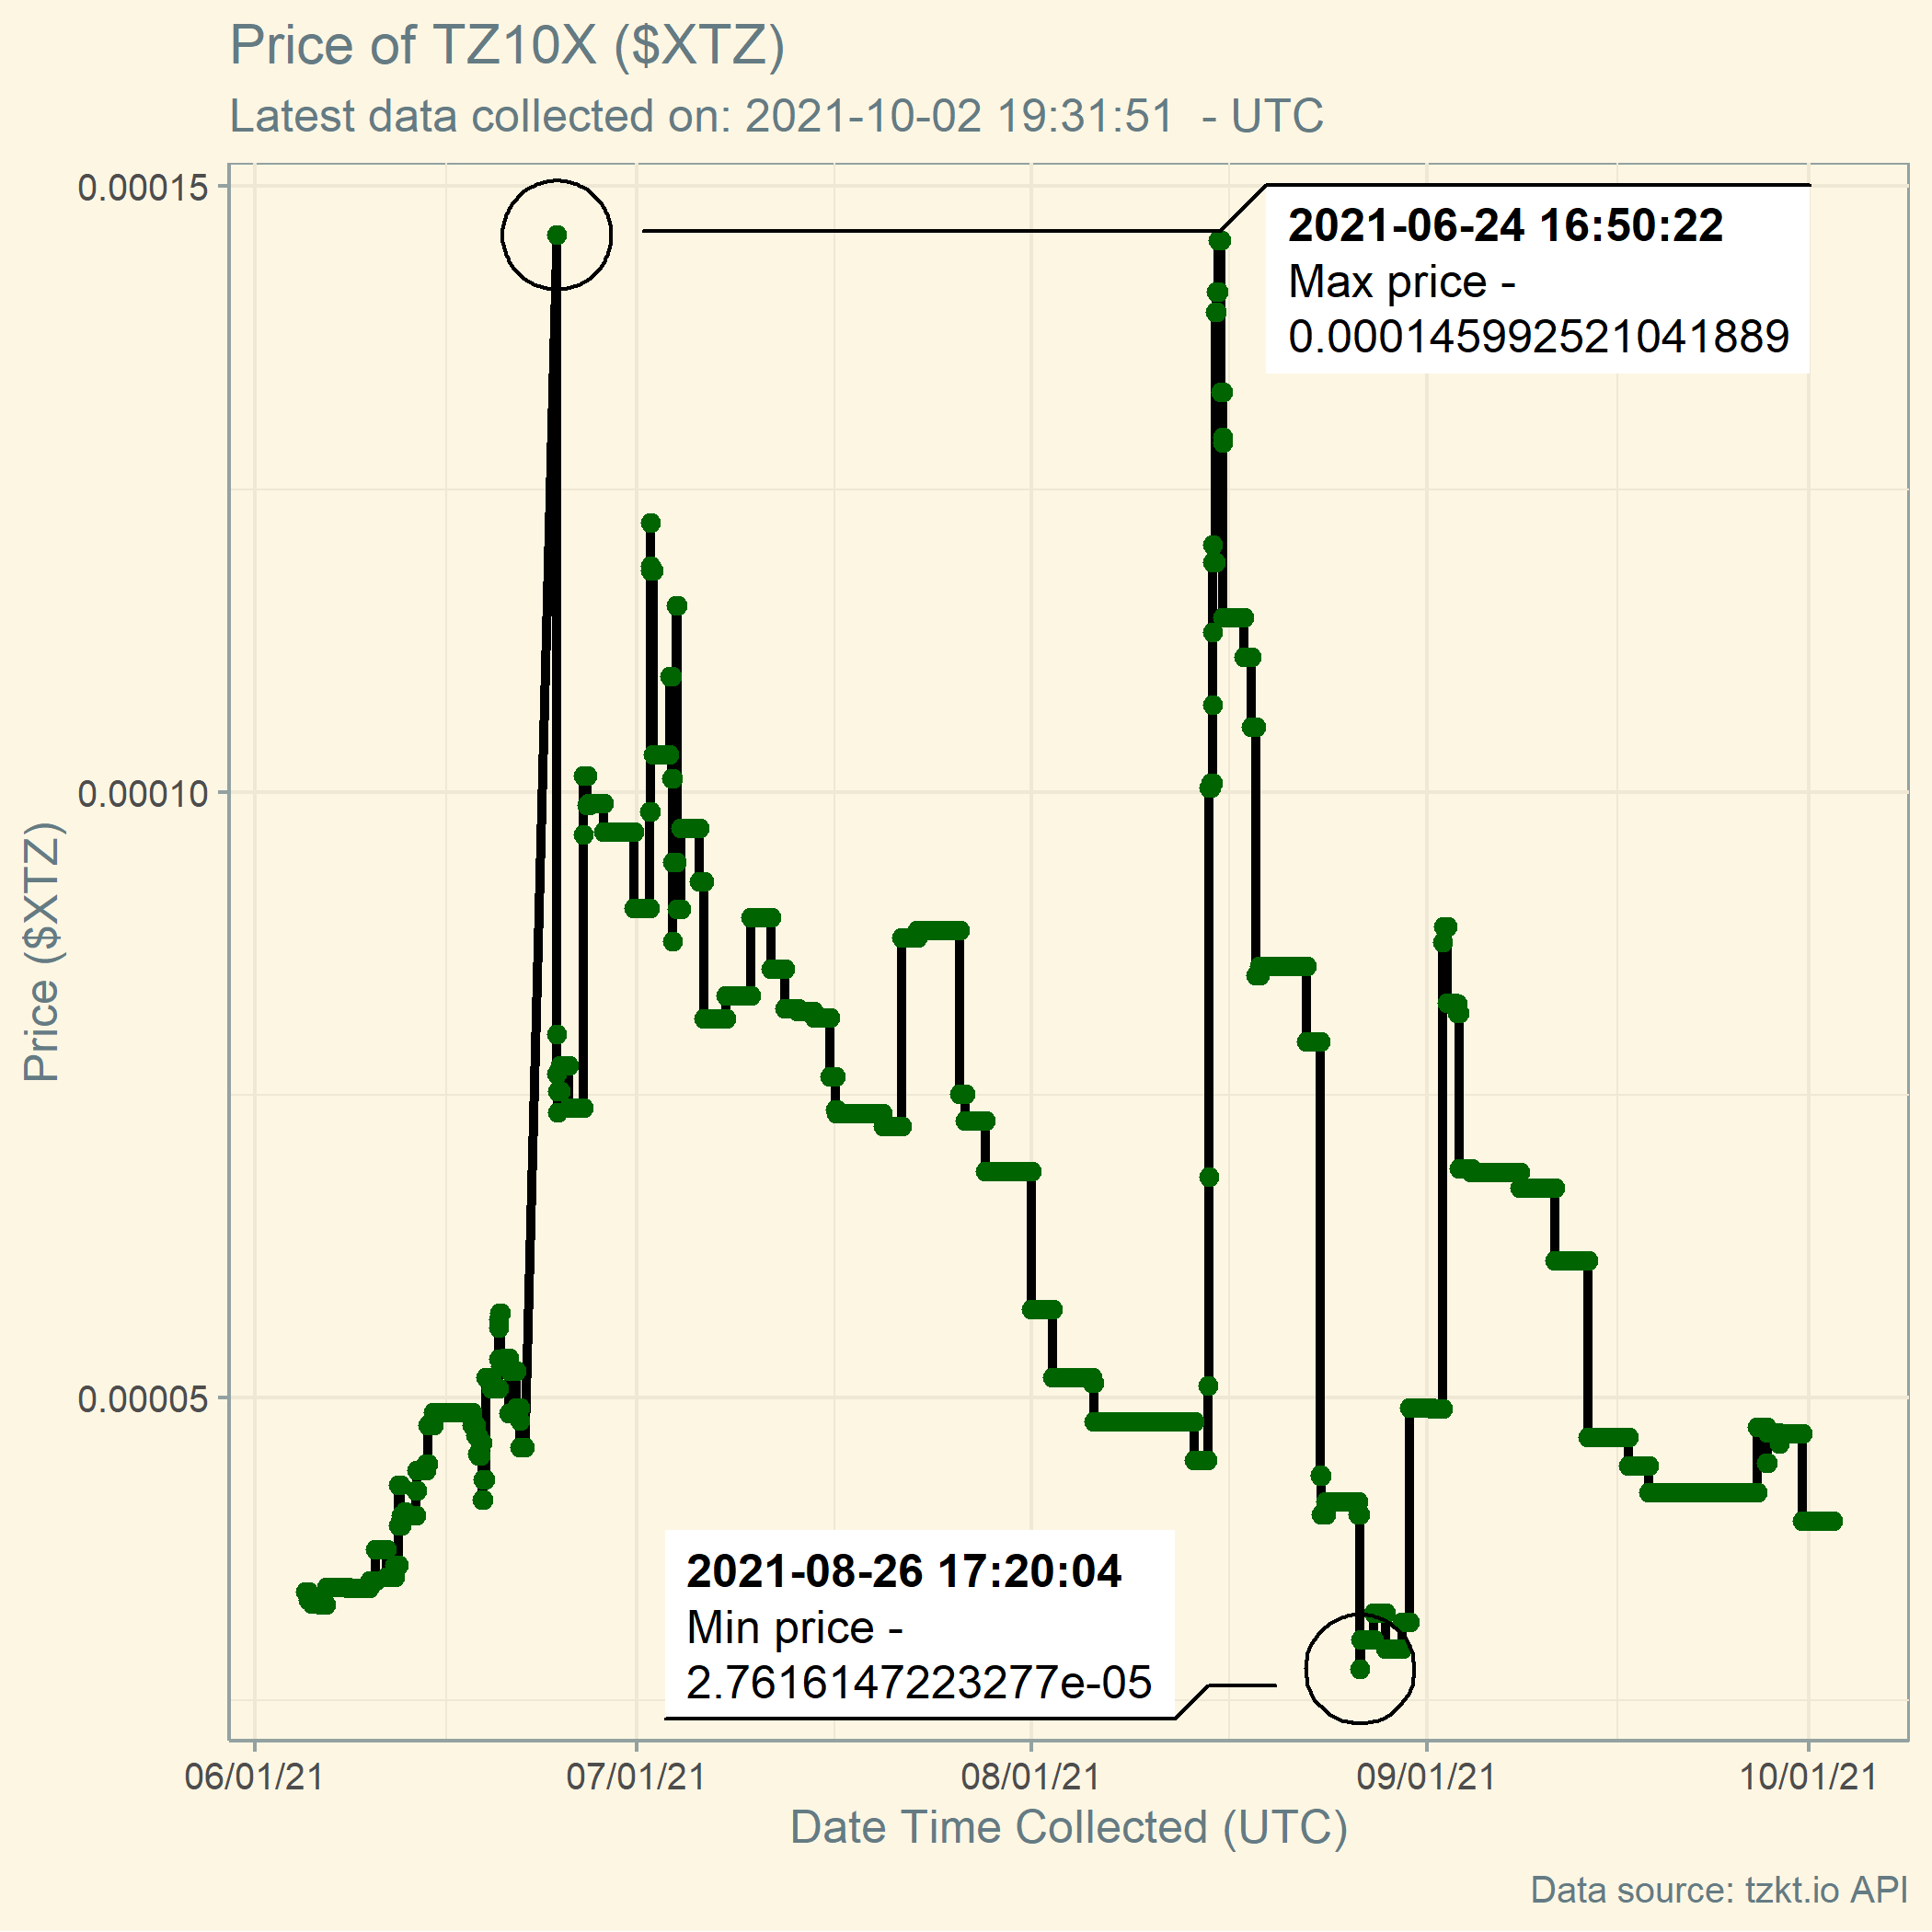 Price of TZ10X ($XTZ)
Latest data collected on: 2021-10-02 19:31:51  - UTC
0.00015
2021-06-24 16:50:22
Max price -
0.000145992521041889
0.00010
Price ($XTZ)
0.00005
2021-08-26 17:20:04
Min price -
2.7616147223277e-05
06/01/21 07/01/21 08/01/21 09/01/21 10/01/21
Date Time Collected (UTC)
Data source: tzkt.io API